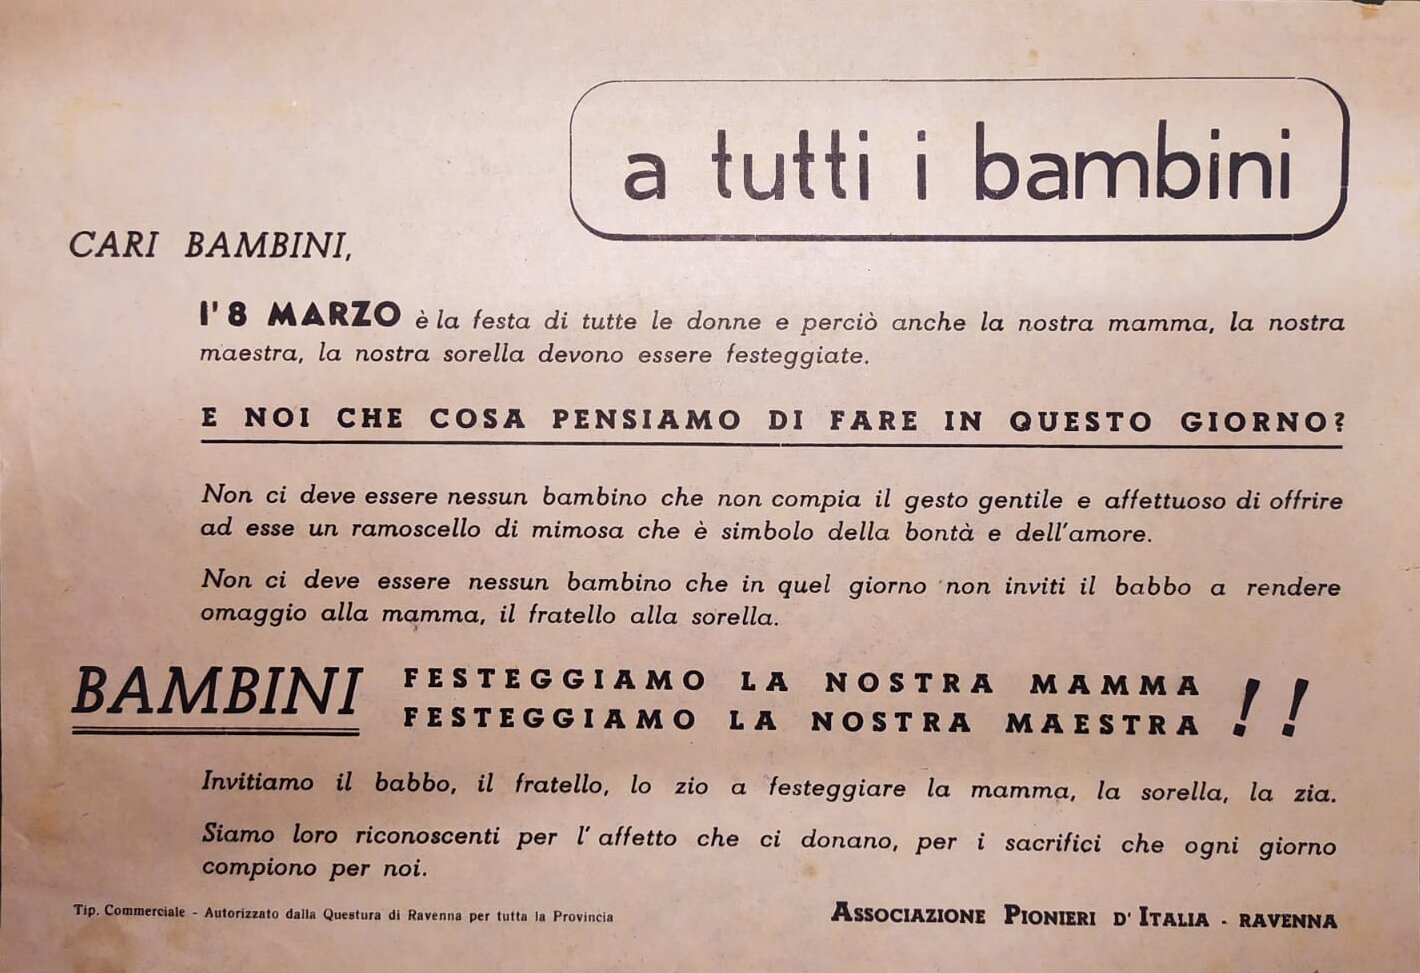 a tutti i bambini
CARI BAMBINI,
l'8 MARZO è la festa di tutte le donne e perciò anche la nostra mamma, la nostra
maestra, la nostra sorella devono essere festeggiate.
E NOI CHE COSA PENSIAMO DI FARE IN QUESTO GIORNO?
Non ci deve essere nessun bambino che non compia il gesto gentile e affettuoso di offrire
ad esse un ramoscello di mimosa che è simbolo della bontà e dell'amore.
Non ci deve essere nessun bambino che in quel giorno non inviti il babbo a rendere
omaggio alla mamma, il fratello alla sorella.
BAMBINI FESTEGGIAMO LA NOSTRA MAMMA
FESTEGGIAMO LA NOSTRA MAESTRA !!
Invitiamo il babbo, il fratello, lo zio a festeggiare la mamma, la sorella, la zia.
Siamo loro riconoscenti per l'affetto che ci donano, per i sacrifici che ogni giorno
compiono per noi.
Tip. Commerciale - Autorizzato dalla Questura di Ravenna per tutta la Provincia
ASSOCIAZIONE PIONIERI D'ITALIA - RAVENNA